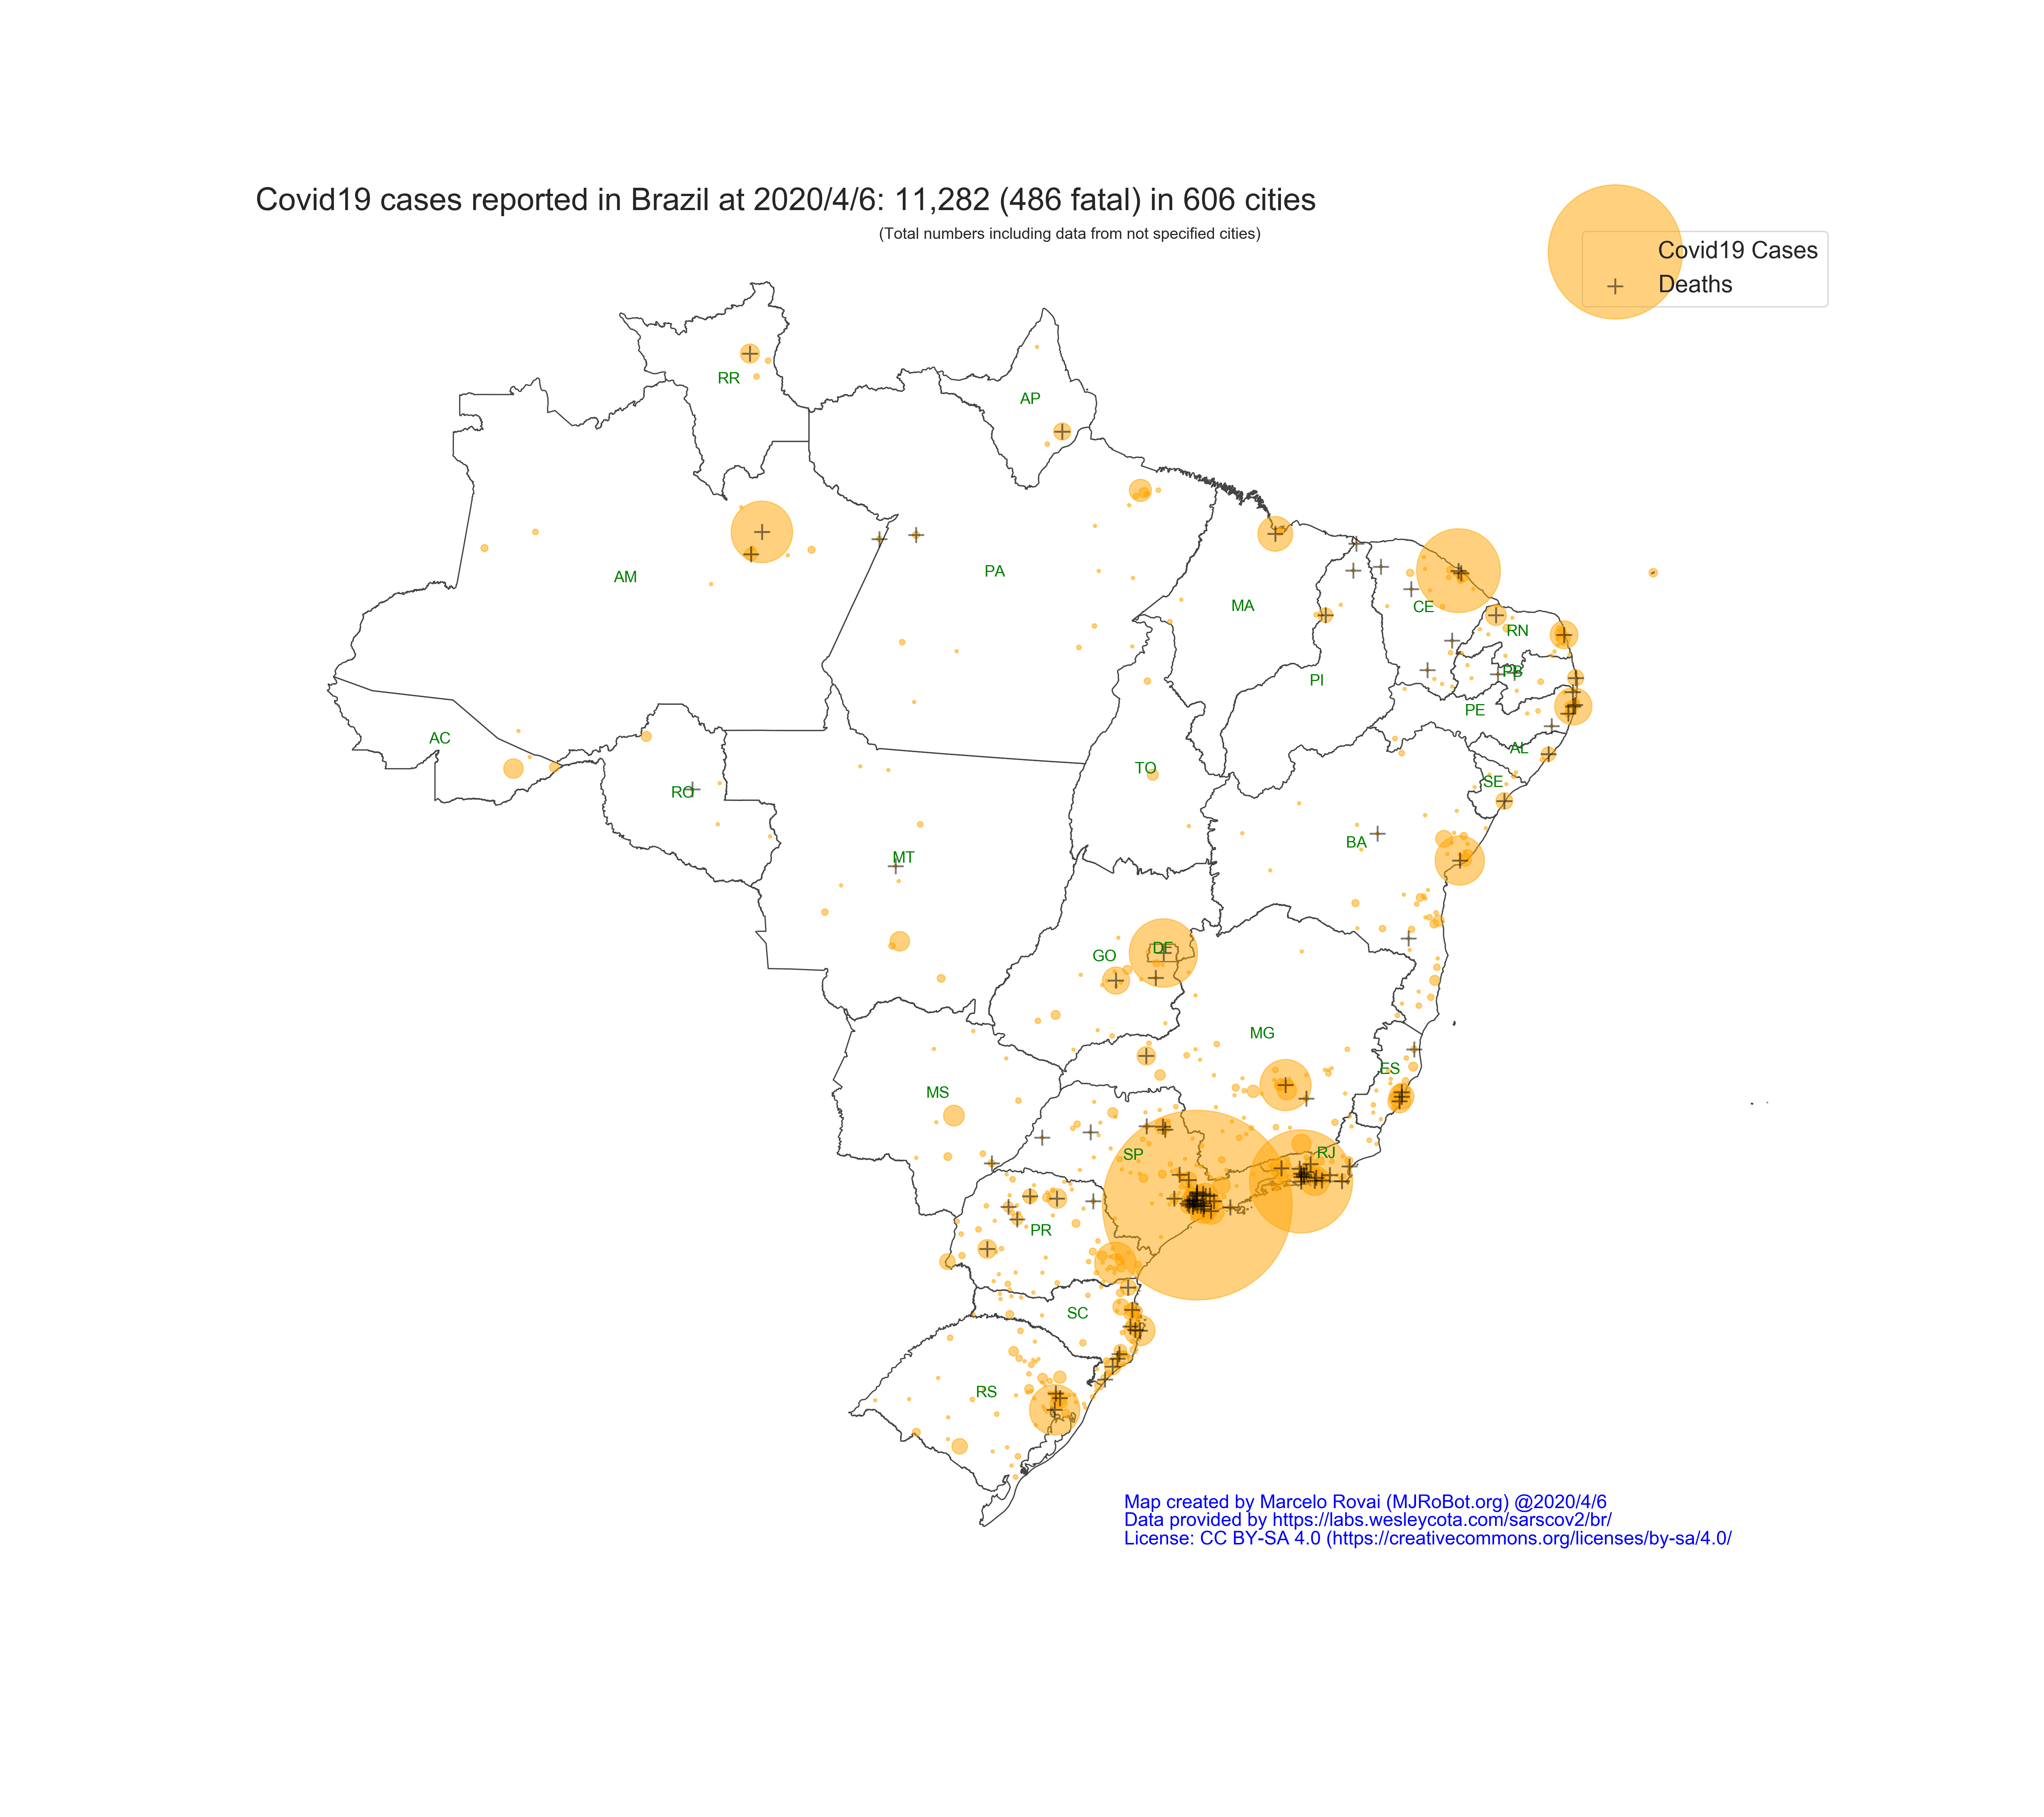 Covid19 cases reported in Brazil at 2020/4/6: 11,282 (486 fatal) in 606 cities
(Total numbers including data from not specified cities)
Covid19 Cases
Deaths
RR
AP
AM
PA
MA
CE
RN
PB
PI
PE
AC
AL
TO
SE
RO
BA
MT
DF
GO
MG
ES
MS
RJ
SP
PR
SC
RS
Map created by Marcelo Rovai (MJRoBot.org) @2020/4/6
Data provided by https://labs.wesleycota.com/sarscov2/br/
License: CC BY-SA 4.0 (https://creativecommons.org/licenses/by-sa/4.0/